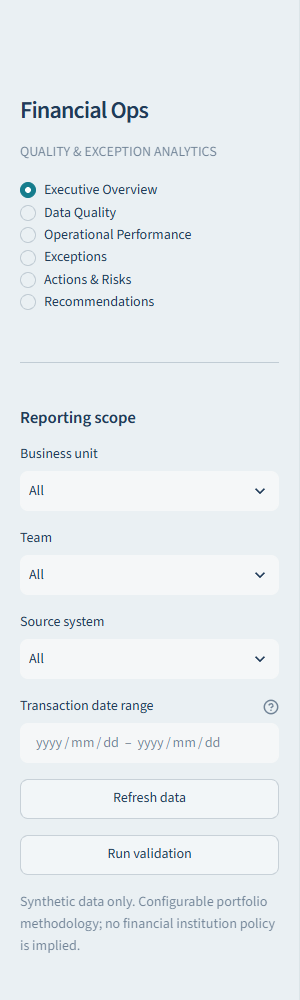 Financial Ops
QUALITY & EXCEPTION ANALYTICS
Executive Overview
Data Quality
Operational Performance
Exceptions
Actions & Risks
Recommendations
Reporting scope
Business unit
All
Team
All
Source system
All
Transaction date range
yyyy / mm / dd – yyyy / mm / dd
Refresh data
Run validation
Synthetic data only. Configurable portfolio
methodology; no financial institution policy
is implied.